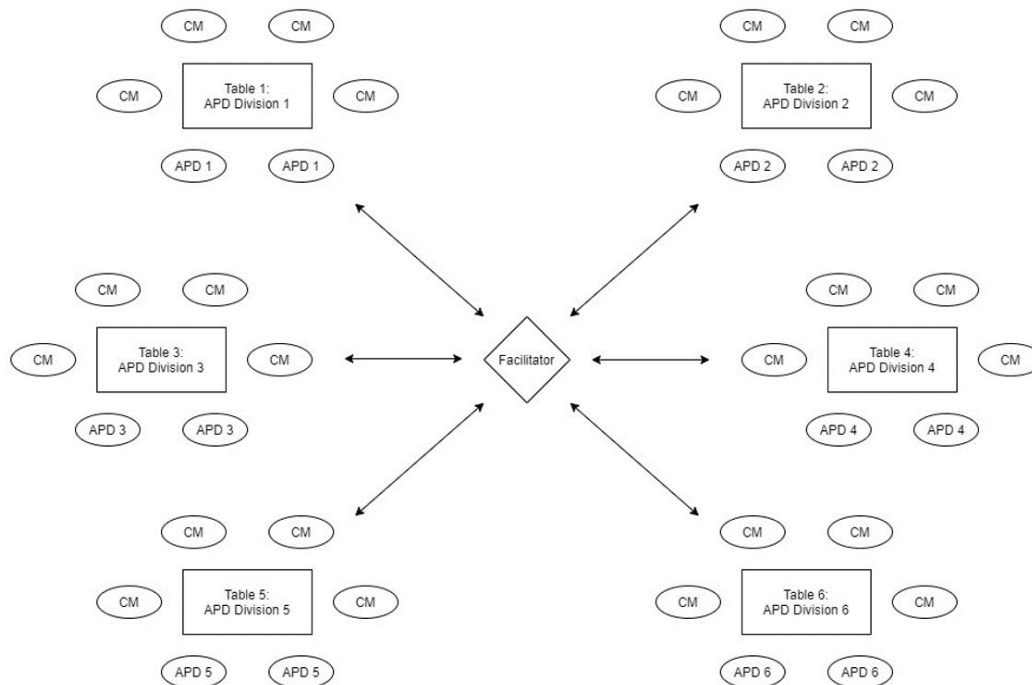 CM CM
CM Table 1: CM
APD Division 1
APD 1 APD 1
CM CM
CM Table 2: CM
APD Division 2
APD 2 APD 2
CM CM
CM Table 3: CM
APD Division 3
APD 3 APD 3
Facilitator
CM CM
CM Table 4: CM
APD Division 4
APD 4 APD 4
CM CM
CM Table 5: CM
APD Division 5
APD 5 APD 5
CM CM
CM Table 6: CM
APD Division 6
APD 6 APD 6